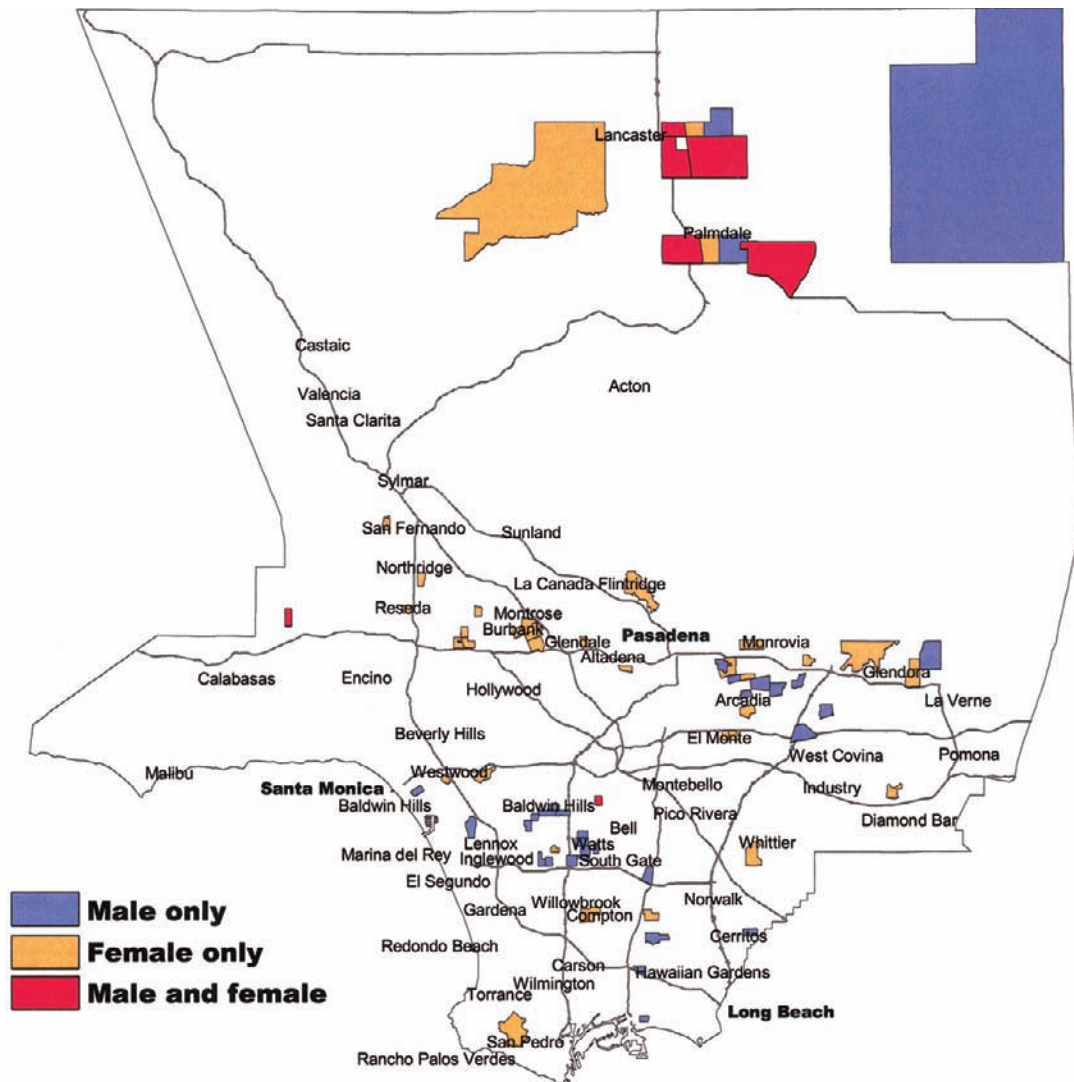 Lancaster
Palmdale
Castaic
Acton
Valencia
Santa Clarita
Sylmar
San Fernando
Sunland
Northridge
La Canada Flintridge
Reseda
Montrose
Burbank
Pasadena
Glendale
Monrovia
Altadena
Calabasas
Encino
Hollywood
Glendora
Arcadia
La Verne
Beverly Hills
El Monte
West Covina
Pomona
Malibu
Westwood
Santa Monica
Montebello
Industry
Baldwin Hills
Baldwin Hills
Pico Rivera
Diamond Bar
Bell
Lennox
Watts
Whittier
Marina del Rey
Inglewood
South Gate
El Segundo
Norwalk
Willowbrook
Gardena
Compton
Redondo Beach
Cerritos
Carson
Hawaiian Gardens
Wilmington
Torrance
Long Beach
San Pedro
Rancho Palos Verdes
Male only
Female only
Male and female